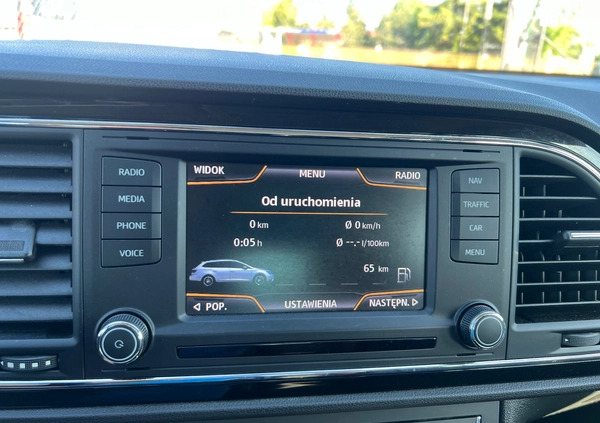 RADIO
MEDIA
PHONE
VOICE
WIDOK MENU RADIO
Od uruchomienia
0 km Ø 0 km/h
0:05 h Ø --.- l/100km
65 km
POP. USTAWIENIA NASTĘPN.
NAV
TRAFFIC
CAR
MENU